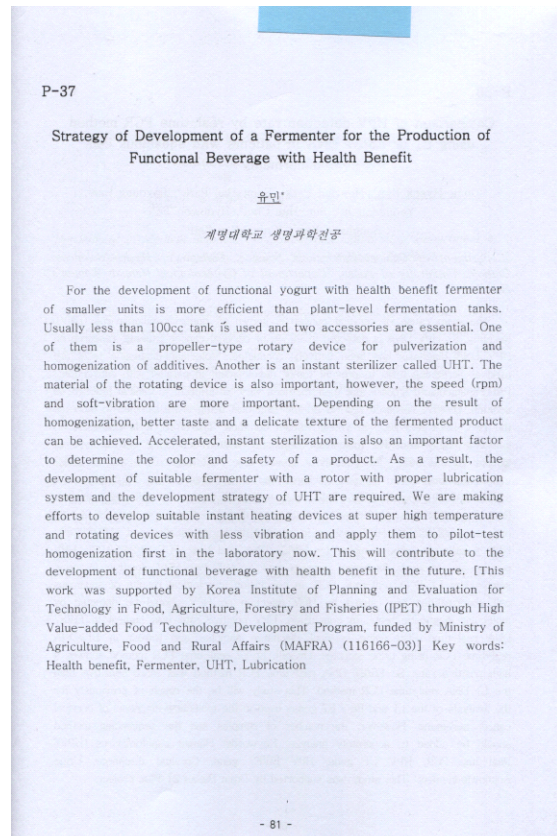 P-37
Strategy of Development of a Fermenter for the Production of
Functional Beverage with Health Benefit
유민*
계명대학교 생명과학전공
For the development of functional yogurt with health benefit fermenter
of smaller units is more efficient than plant-level fermentation tanks.
Usually less than 100cc tank is used and two accessories are essential. One
of them is a propeller-type rotary device for pulverization and
homogenization of additives. Another is an instant sterilizer called UHT. The
material of the rotating device is also important, however, the speed (rpm)
and soft-vibration are more important. Depending on the result of
homogenization, better taste and a delicate texture of the fermented product
can be achieved. Accelerated, instant sterilization is also an important factor
to determine the color and safety of a product. As a result, the
development of suitable fermenter with a rotor with proper lubrication
system and the development strategy of UHT are required. We are making
efforts to develop suitable instant heating devices at super high temperature
and rotating devices with less vibration and apply them to pilot-test
homogenization first in the laboratory now. This will contribute to the
development of functional beverage with health benefit in the future. [This
work was supported by Korea Institute of Planning and Evaluation for
Technology in Food, Agriculture, Forestry and Fisheries (IPET) through High
Value-added Food Technology Development Program, funded by Ministry of
Agriculture, Food and Rural Affairs (MAFRA) (116166-03)] Key words:
Health benefit, Fermenter, UHT, Lubrication
- 81 -